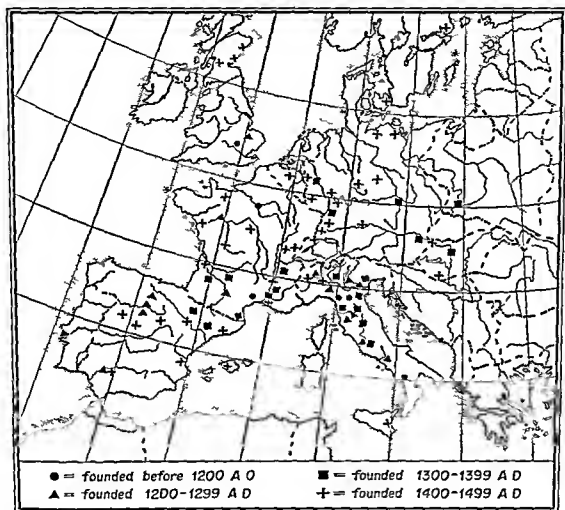 ● = founded before 1200 A O
■ = founded 1300-1399 A D
▲ = founded 1200-1299 A D
+ = founded 1400-1499 A D